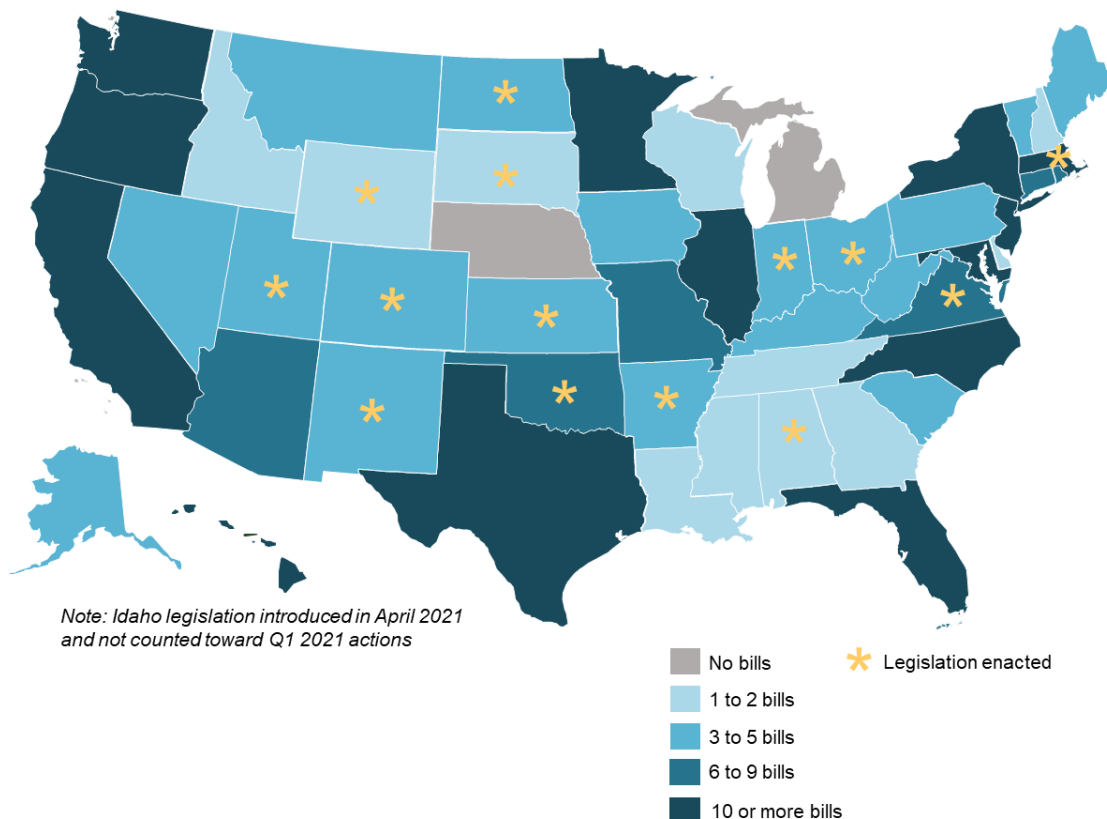 Note: Idaho legislation introduced in April 2021
and not counted toward Q1 2021 actions
No bills
Legislation enacted
1 to 2 bills
3 to 5 bills
6 to 9 bills
10 or more bills